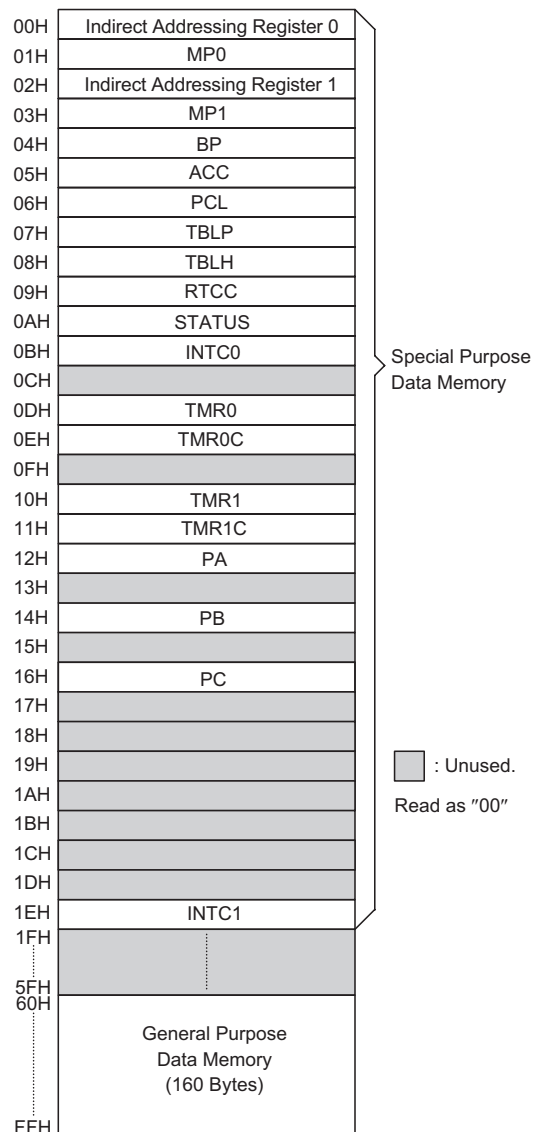 00H Indirect Addressing Register 0
01H MP0
02H Indirect Addressing Register 1
03H MP1
04H BP
05H ACC
06H PCL
07H TBLP
08H TBLH
09H RTCC
0AH STATUS
0BH INTC0
0CH
0DH TMR0
0EH TMR0C
0FH
10H TMR1
11H TMR1C
12H PA
13H
14H PB
15H
16H PC
17H
18H
19H
1AH
1BH
1CH
1DH
1EH INTC1
1FH
5FH
60H
General Purpose
Data Memory
(160 Bytes)
FFH
Special Purpose
Data Memory
: Unused.
Read as ″00″